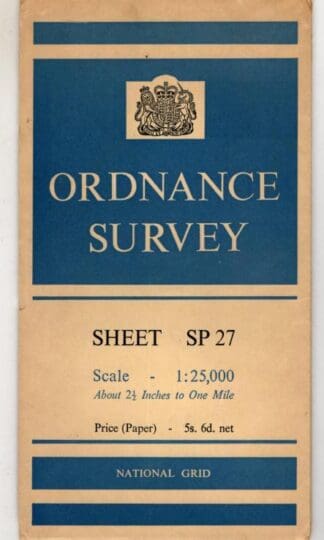 ORDNANCE
SURVEY
SHEET SP 27
Scale - 1:25,000
About 2½ Inches to One Mile
Price (Paper) - 5s. 6d. net
NATIONAL GRID